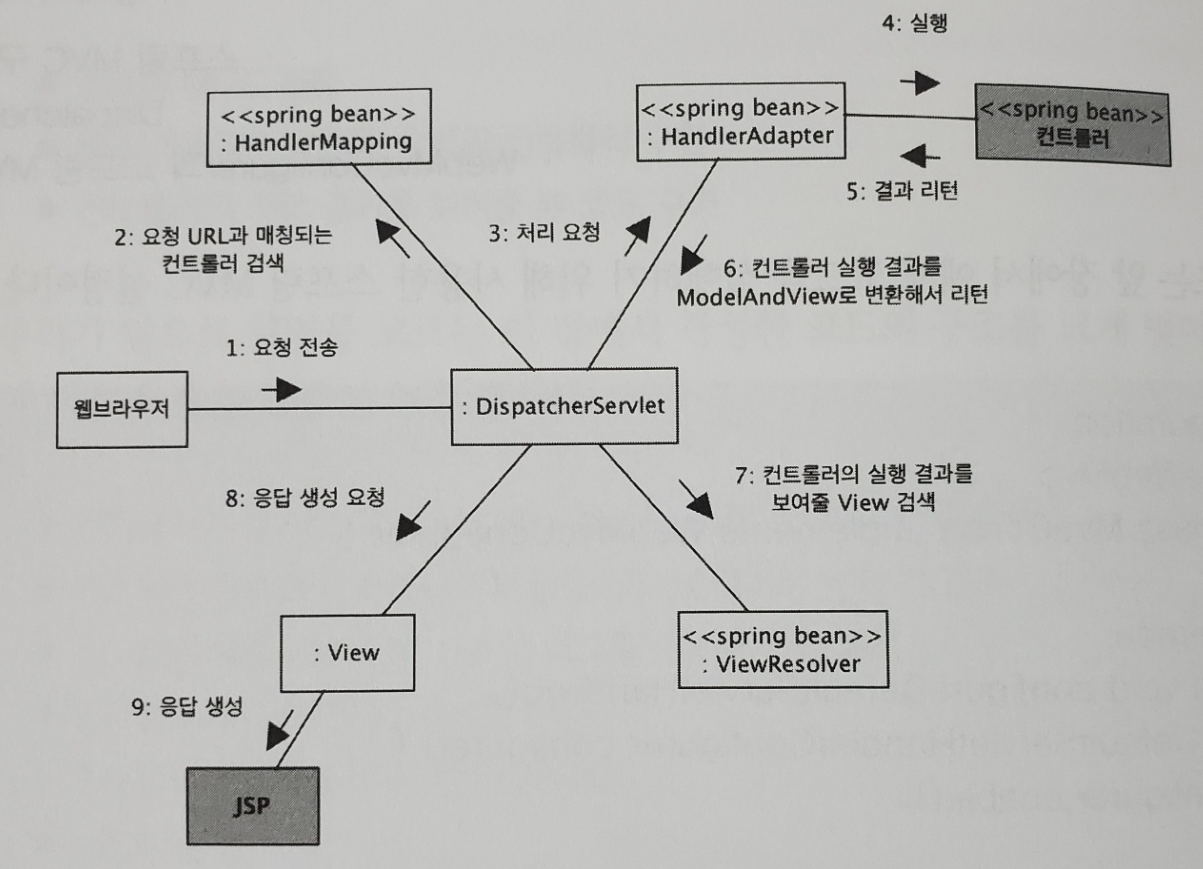 4: 실행
<<spring bean>>
: HandlerMapping
<<spring bean>>
: HandlerAdapter
<<spring bean>>
컨트롤러
5: 결과 리턴
2: 요청 URL과 매칭되는
컨트롤러 검색
3: 처리 요청
6: 컨트롤러 실행 결과를
ModelAndView로 변환해서 리턴
1: 요청 전송
웹브라우저
: DispatcherServlet
8: 응답 생성 요청
7: 컨트롤러의 실행 결과를
보여줄 View 검색
: View
<<spring bean>>
: ViewResolver
9: 응답 생성
JSP